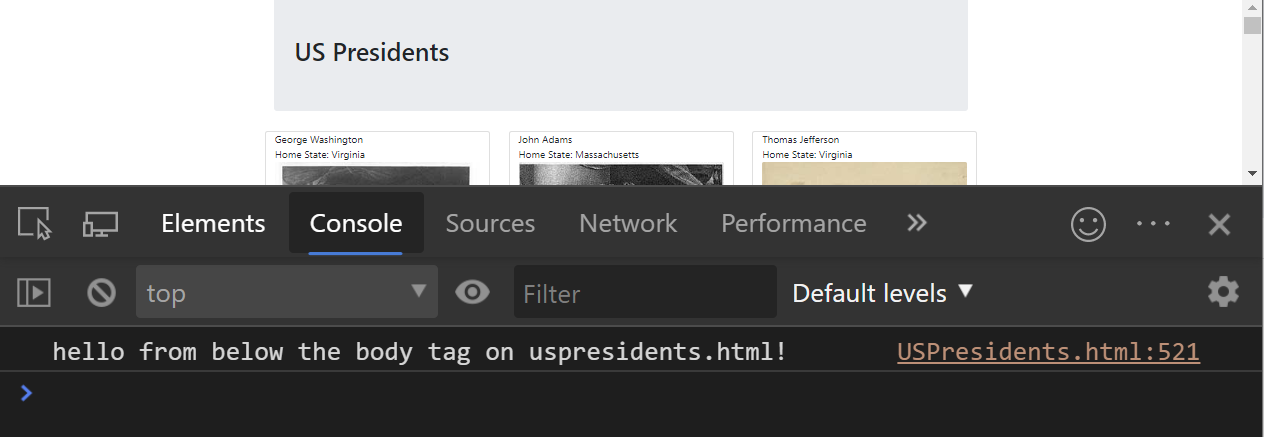 US Presidents
George Washington John Adams Thomas Jefferson
Home State: Virginia Home State: Massachusetts Home State: Virginia
Elements Console Sources Network Performance
top Filter Default levels
hello from below the body tag on uspresidents.html! USPresidents.html:521